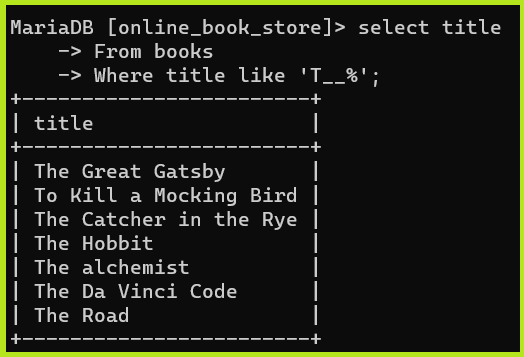 MariaDB [online_book_store]> select title
    -> From books
    -> Where title like 'T__%';
+------------------------+
| title                  |
+------------------------+
| The Great Gatsby       |
| To Kill a Mocking Bird |
| The Catcher in the Rye |
| The Hobbit             |
| The alchemist          |
| The Da Vinci Code      |
| The Road               |
+------------------------+